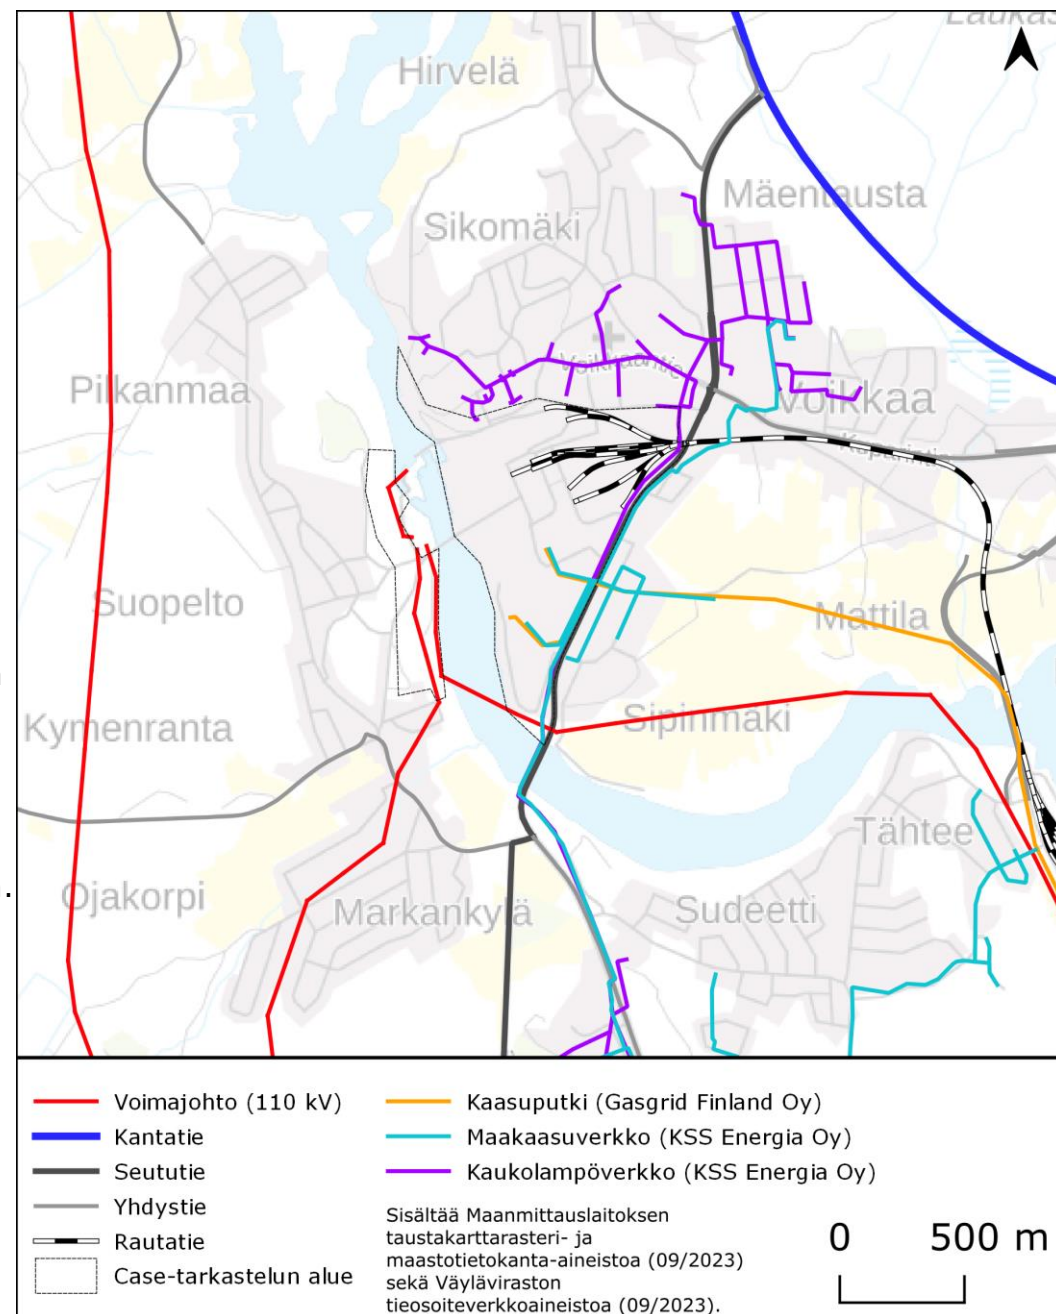 Laukas
Hirvelä
Mäentausta
Sikomäki
Voikkaantie
Pilkanmaa
Voikkaa
Suopelto
Mattila
Kymenranta
Sipinmäki
Tähtee
Ojakorpi
Markankylä
Sudeetti
.
Voimajohto (110 kV)
Kantatie
Seututie
Yhdystie
Rautatie
Case-tarkastelun alue
Kaasuputki (Gasgrid Finland Oy)
Maakaasuverkko (KSS Energia Oy)
Kaukolampöverkko (KSS Energia Oy)
Sisältää Maanmittauslaitoksen
taustakarttarasteri- ja
maastotietokanta-aineistoa (09/2023)
sekä Väyläviraston
tieosoiteverkkoaineistoa (09/2023).
0 500 m